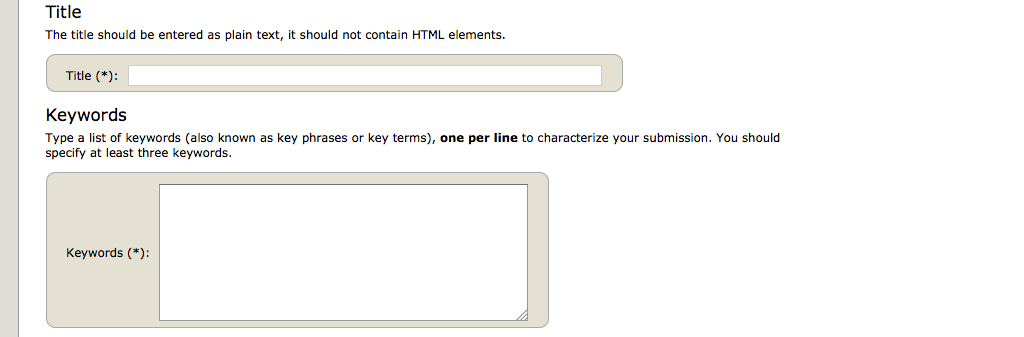 Title
The title should be entered as plain text, it should not contain HTML elements.
Title (*):
Keywords
Type a list of keywords (also known as key phrases or key terms), one per line to characterize your submission. You should
specify at least three keywords.
Keywords (*):